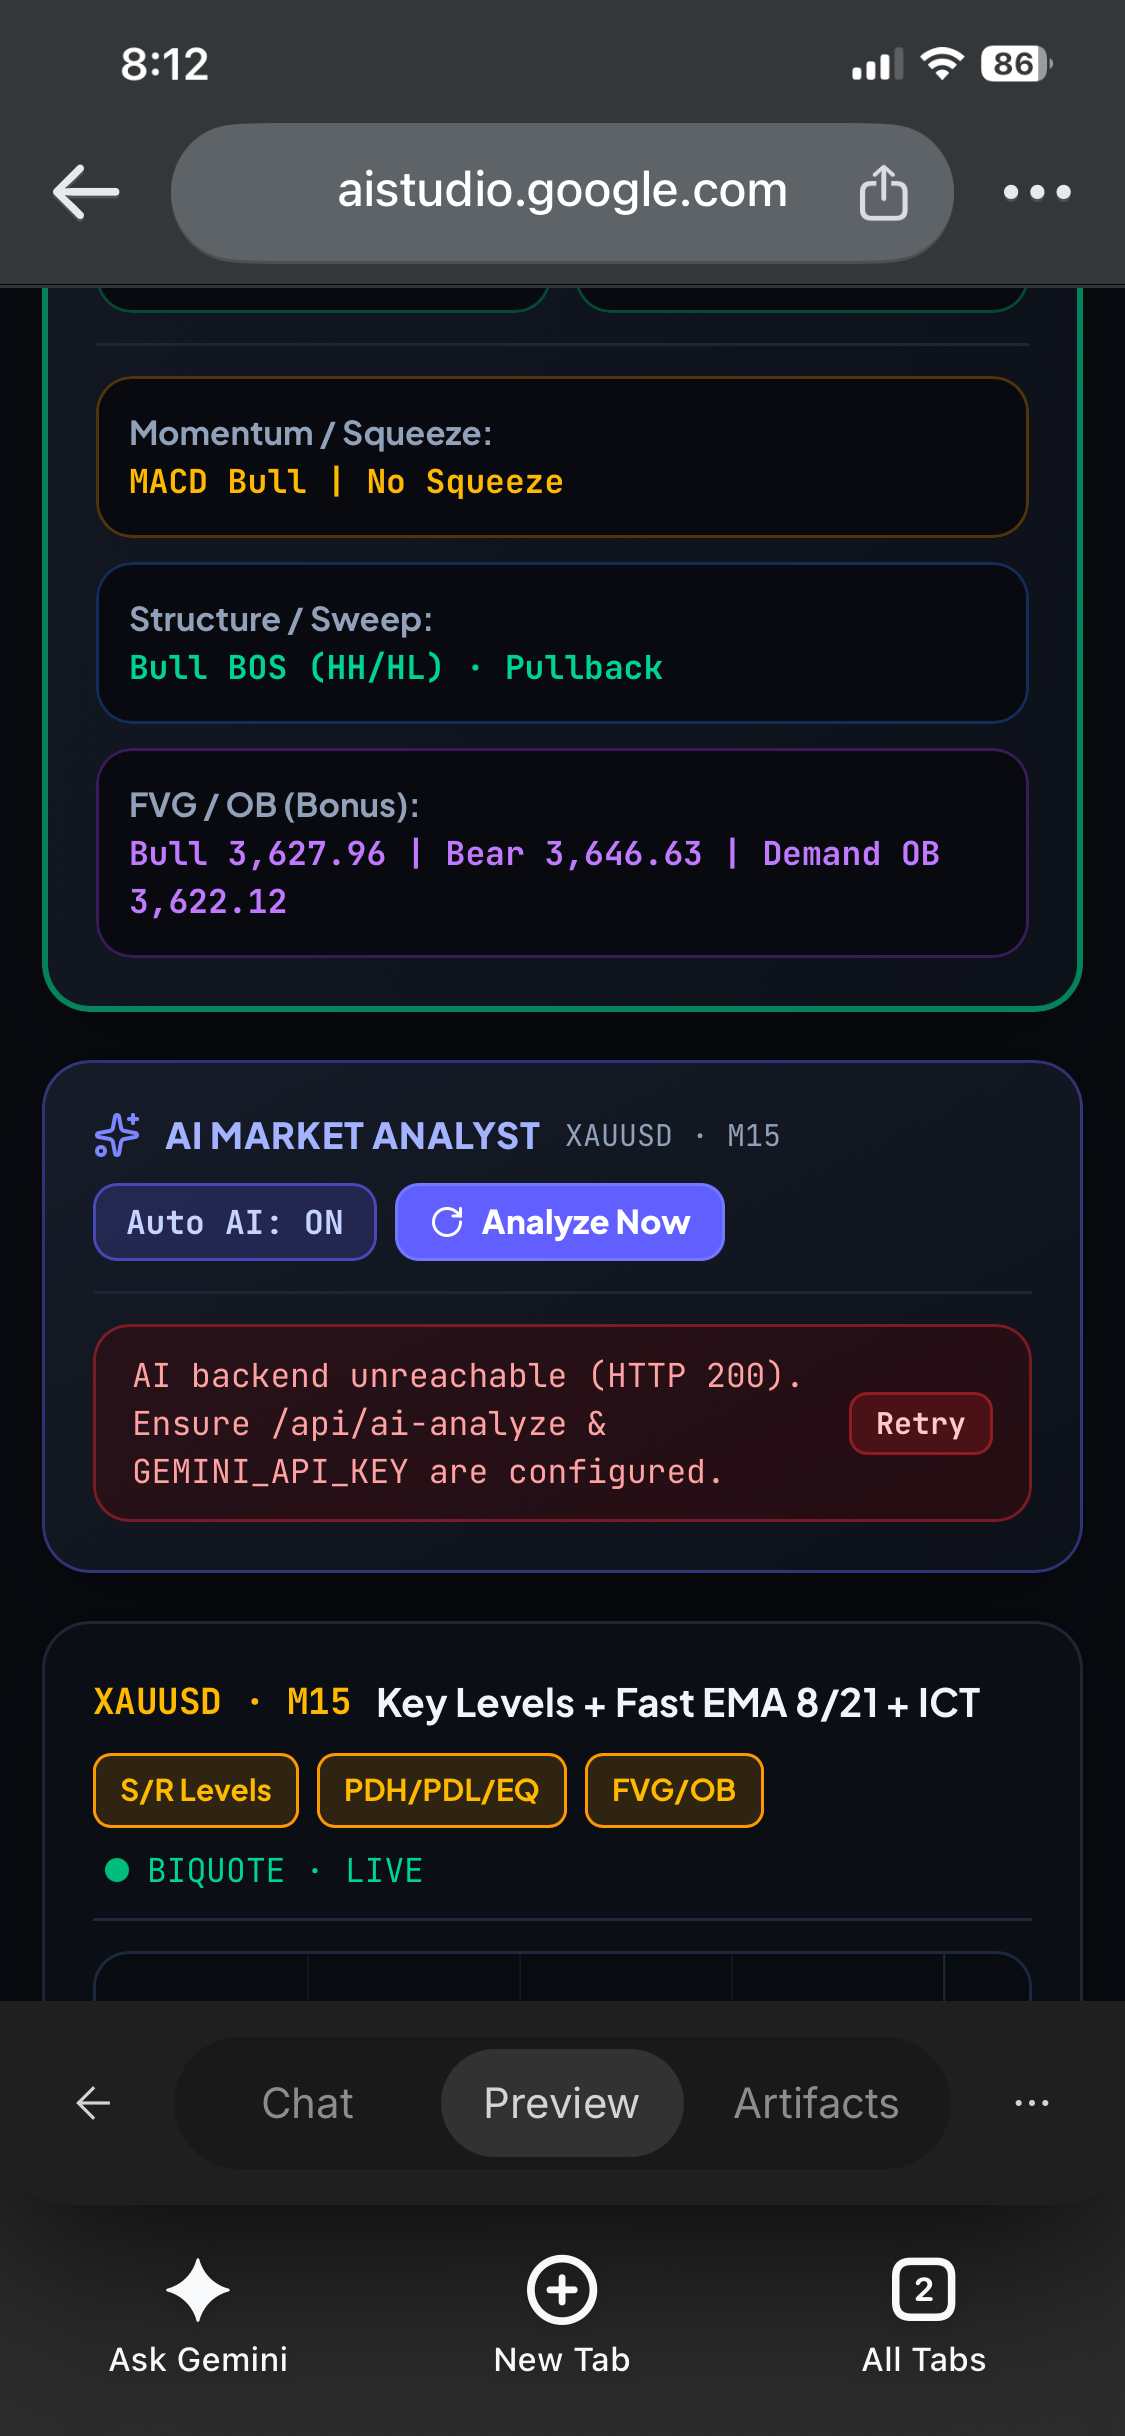 8:12
86
aistudio.google.com
Momentum / Squeeze:
MACD Bull | No Squeeze
Structure / Sweep:
Bull BOS (HH/HL) · Pullback
FVG / OB (Bonus):
Bull 3,627.96 | Bear 3,646.63 | Demand OB
3,622.12
AI MARKET ANALYST XAUUSD · M15
Auto AI: ON
Analyze Now
AI backend unreachable (HTTP 200).
Ensure /api/ai-analyze &
GEMINI_API_KEY are configured.
Retry
XAUUSD · M15 Key Levels + Fast EMA 8/21 + ICT
S/R Levels
PDH/PDL/EQ
FVG/OB
BIQUOTE · LIVE
Chat
Preview
Artifacts
2
Ask Gemini
New Tab
All Tabs